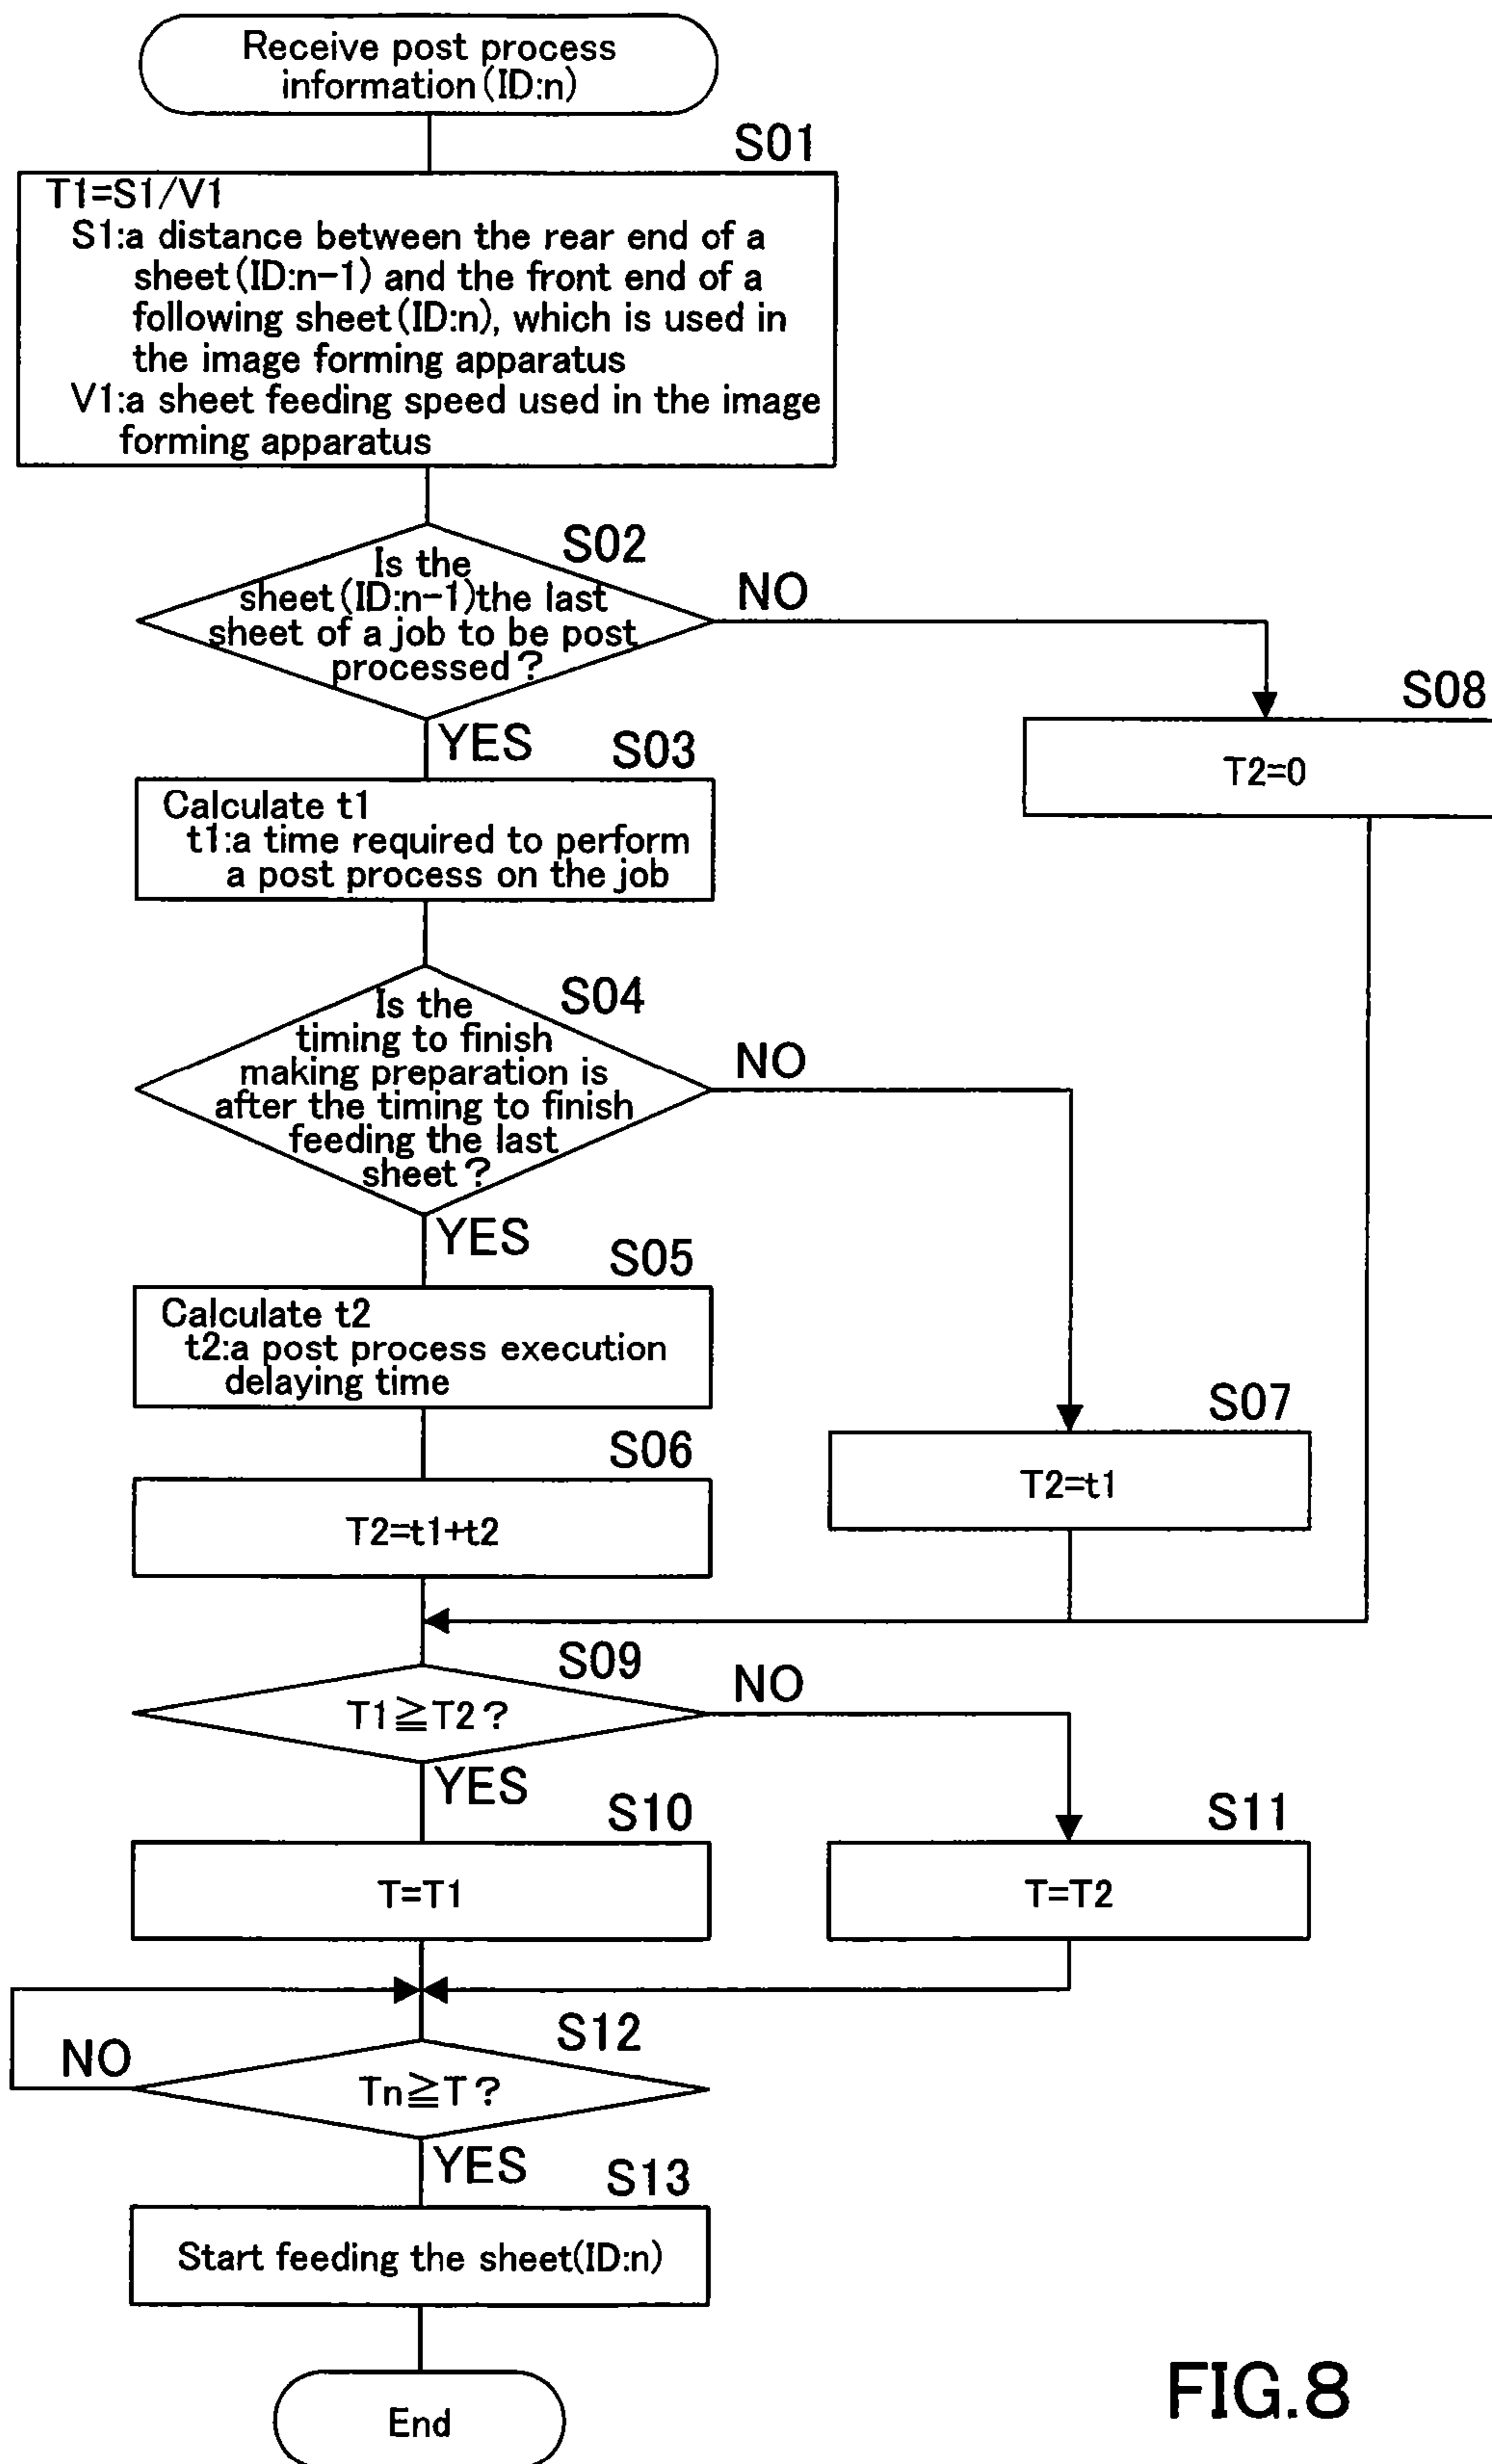 Receive post process
information(ID:n)
S01
T1=S1/V1
S1:a distance between the rear end of a
sheet(ID:n-1) and the front end of a
following sheet(ID:n), which is used in
the image forming apparatus
V1:a sheet feeding speed used in the image
forming apparatus
S02
Is the
sheet(ID:n-1)the last
sheet of a job to be post
processed?
NO
YES
S08
T2=0
S03
Calculate t1
t1:a time required to perform
a post process on the job
S04
Is the
timing to finish
making preparation is
after the timing to finish
feeding the last
sheet?
NO
YES
S05
Calculate t2
t2:a post process execution
delaying time
S07
T2=t1
S06
T2=t1+t2
S09
T1≧T2?
NO
YES
S10
T=T1
S11
T=T2
S12
Tn≧T?
NO
YES
S13
Start feeding the sheet(ID:n)
End
FIG.8